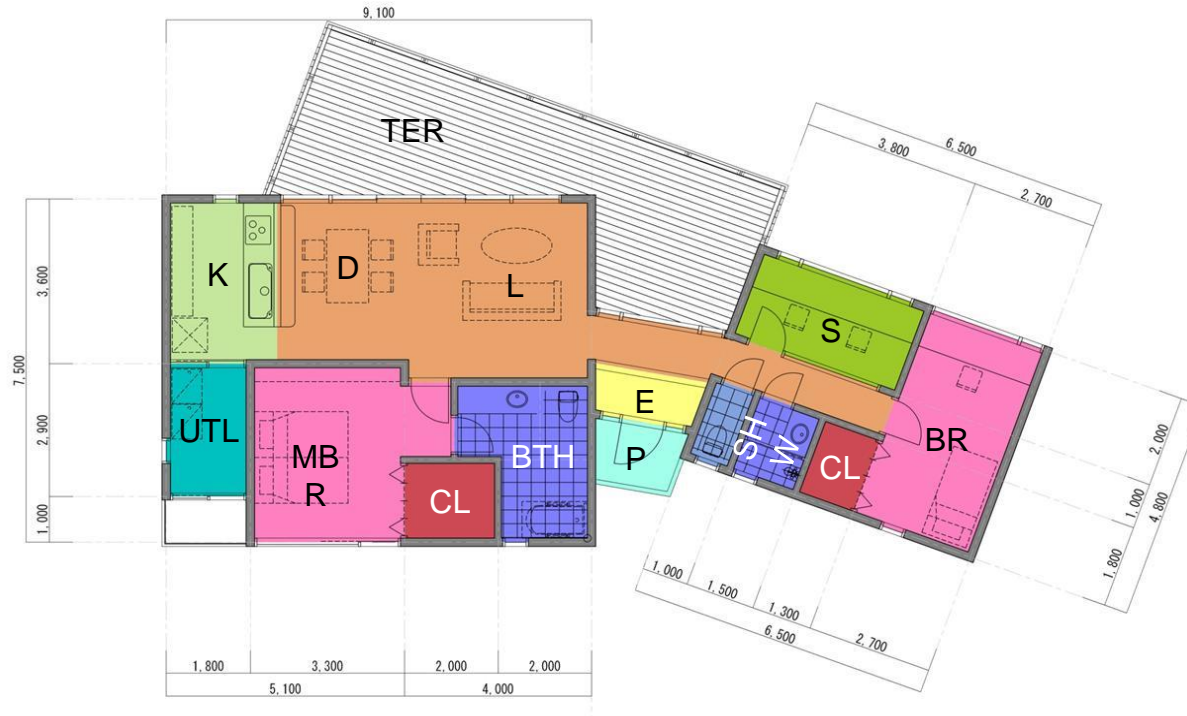 9,100
TER
6,500
3,800
2,700
K
D
L
S
3,600
7,500
2,900
1,000
UTL
MB
R
CL
BTH
E
P
SH
W
CL
BR
2,000
1,000
4,800
1,800
1,000
1,500
1,300
2,700
6,500
1,800
3,300
2,000
2,000
5,100
4,000